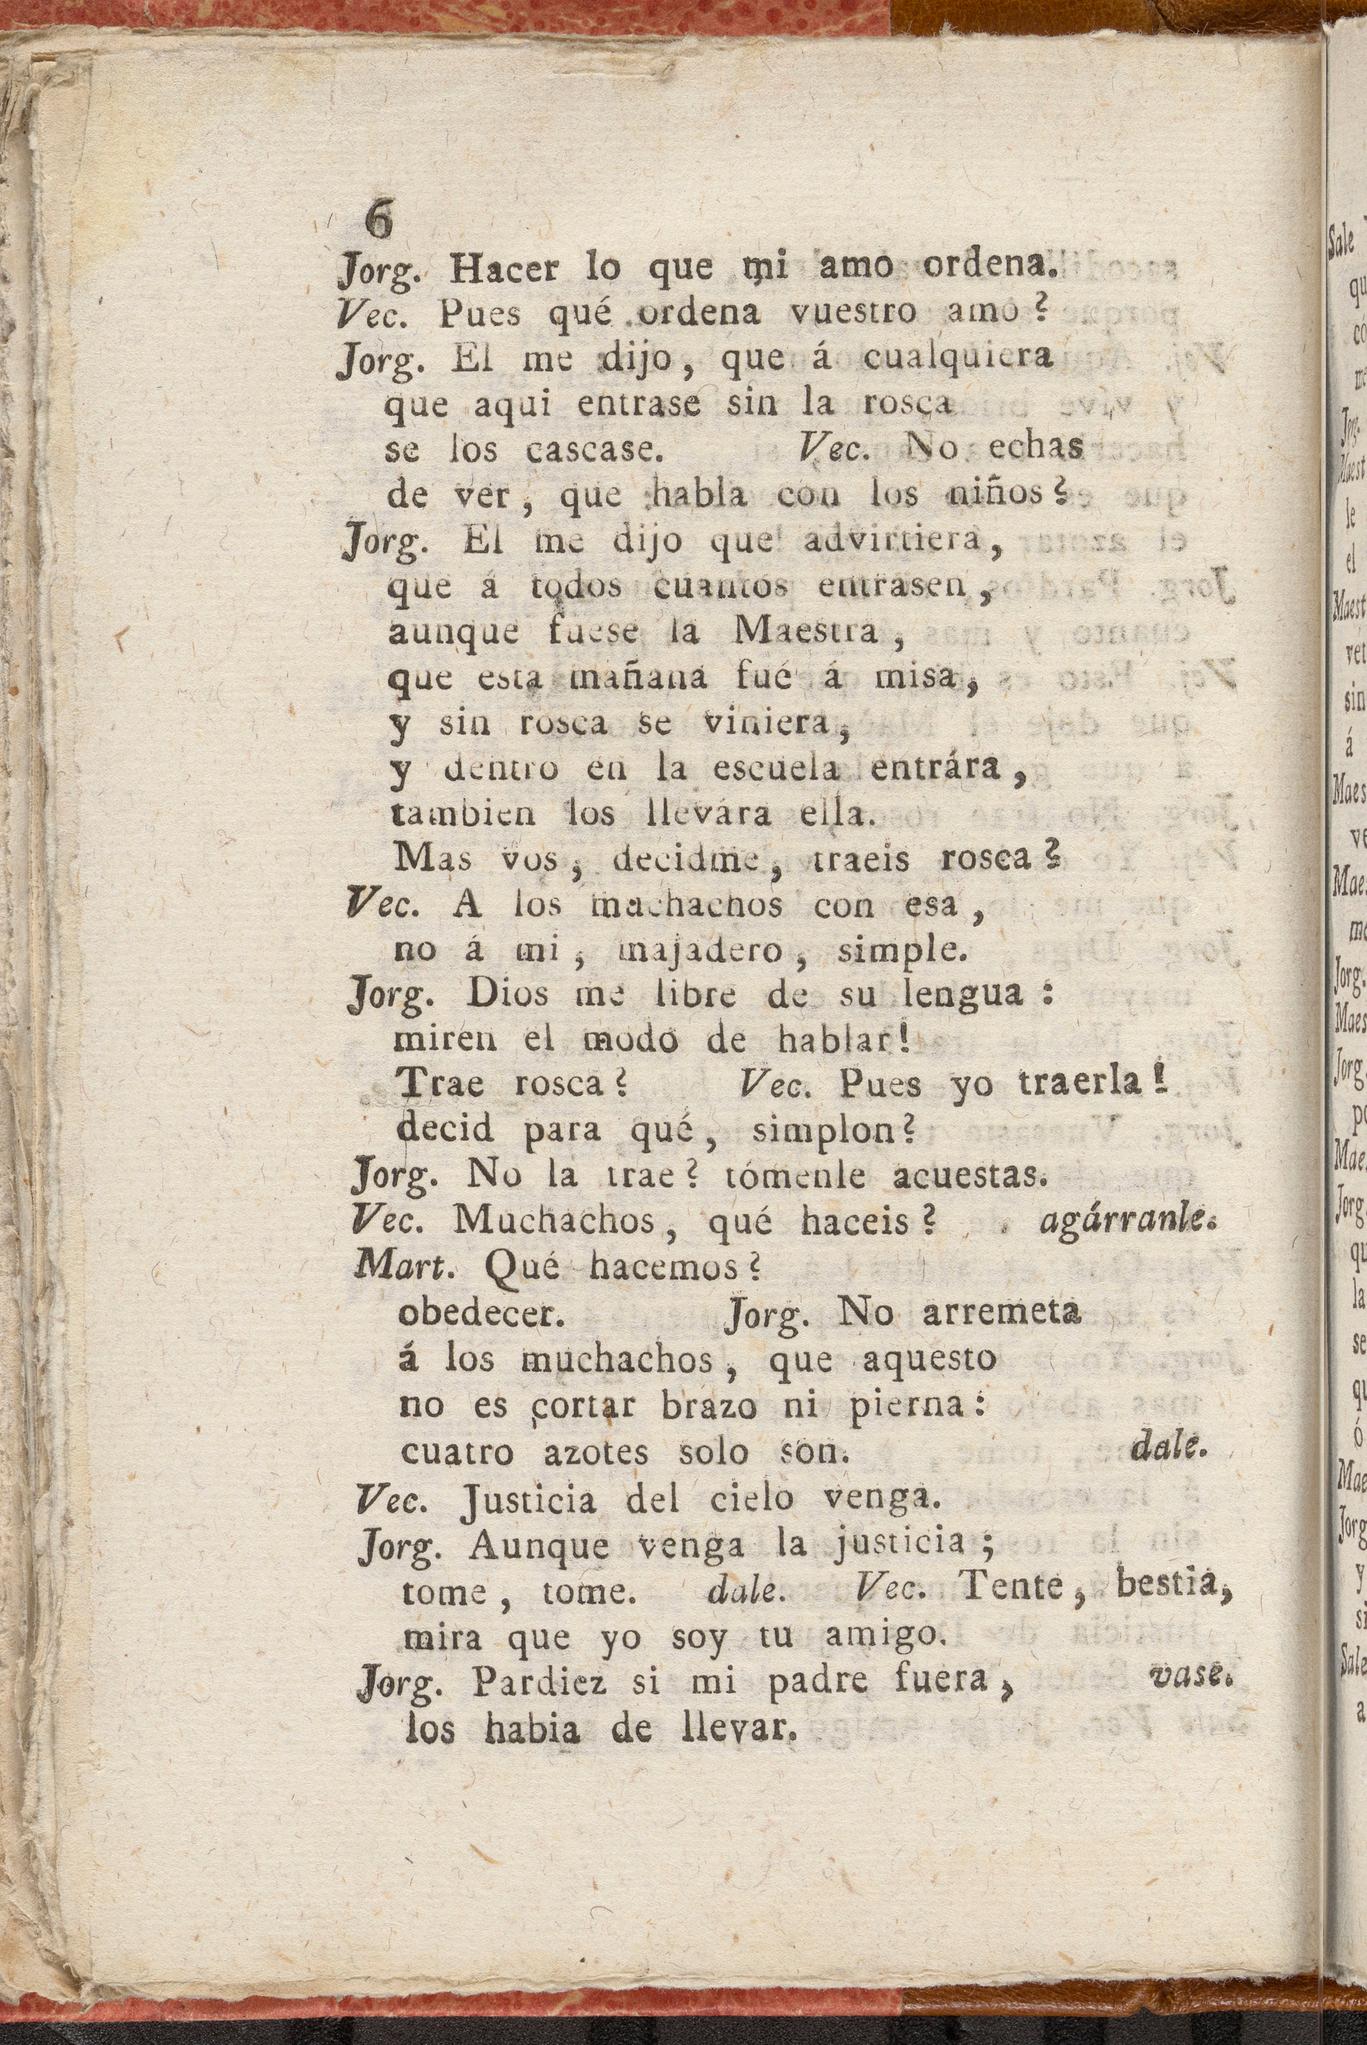 6
Jorg. Hacer lo que mi amo ordena.
Vec. Pues qué ordena vuestro amo?
Jorg. El me dijo, que á cualquiera
que aqui entrase sin la rosca
se los cascase. Vec. No echas
de ver, que habla con los niños?
Jorg. El me dijo que advirtiera,
que á todos cuantos entrasen,
aunque fuese la Maestra,
que esta mañana fué á misa,
y sin rosca se viniera,
y dentro en la escuela entrára,
tambien los llevára ella.
Mas vos, decidme, traeis rosca?
Vec. A los muchachos con esa,
no á mi, majadero, simple.
Jorg. Dios me libre de su lengua:
miren el modo de hablar!
Trae rosca? Vec. Pues yo traerla!
decid para qué, simplon?
Jorg. No la trae? tómenle acuestas.
Vec. Muchachos, qué haceis? agárranle.
Mart. Qué hacemos?
obedecer. Jorg. No arremeta
á los muchachos, que aquesto
no es cortar brazo ni pierna:
cuatro azotes solo son. dale.
Vec. Justicia del cielo venga.
Jorg. Aunque venga la justicia;
tome, tome. dale. Vec. Tente, bestia,
mira que yo soy tu amigo.
Jorg. Pardiez si mi padre fuera, vase.
los habia de llevar.